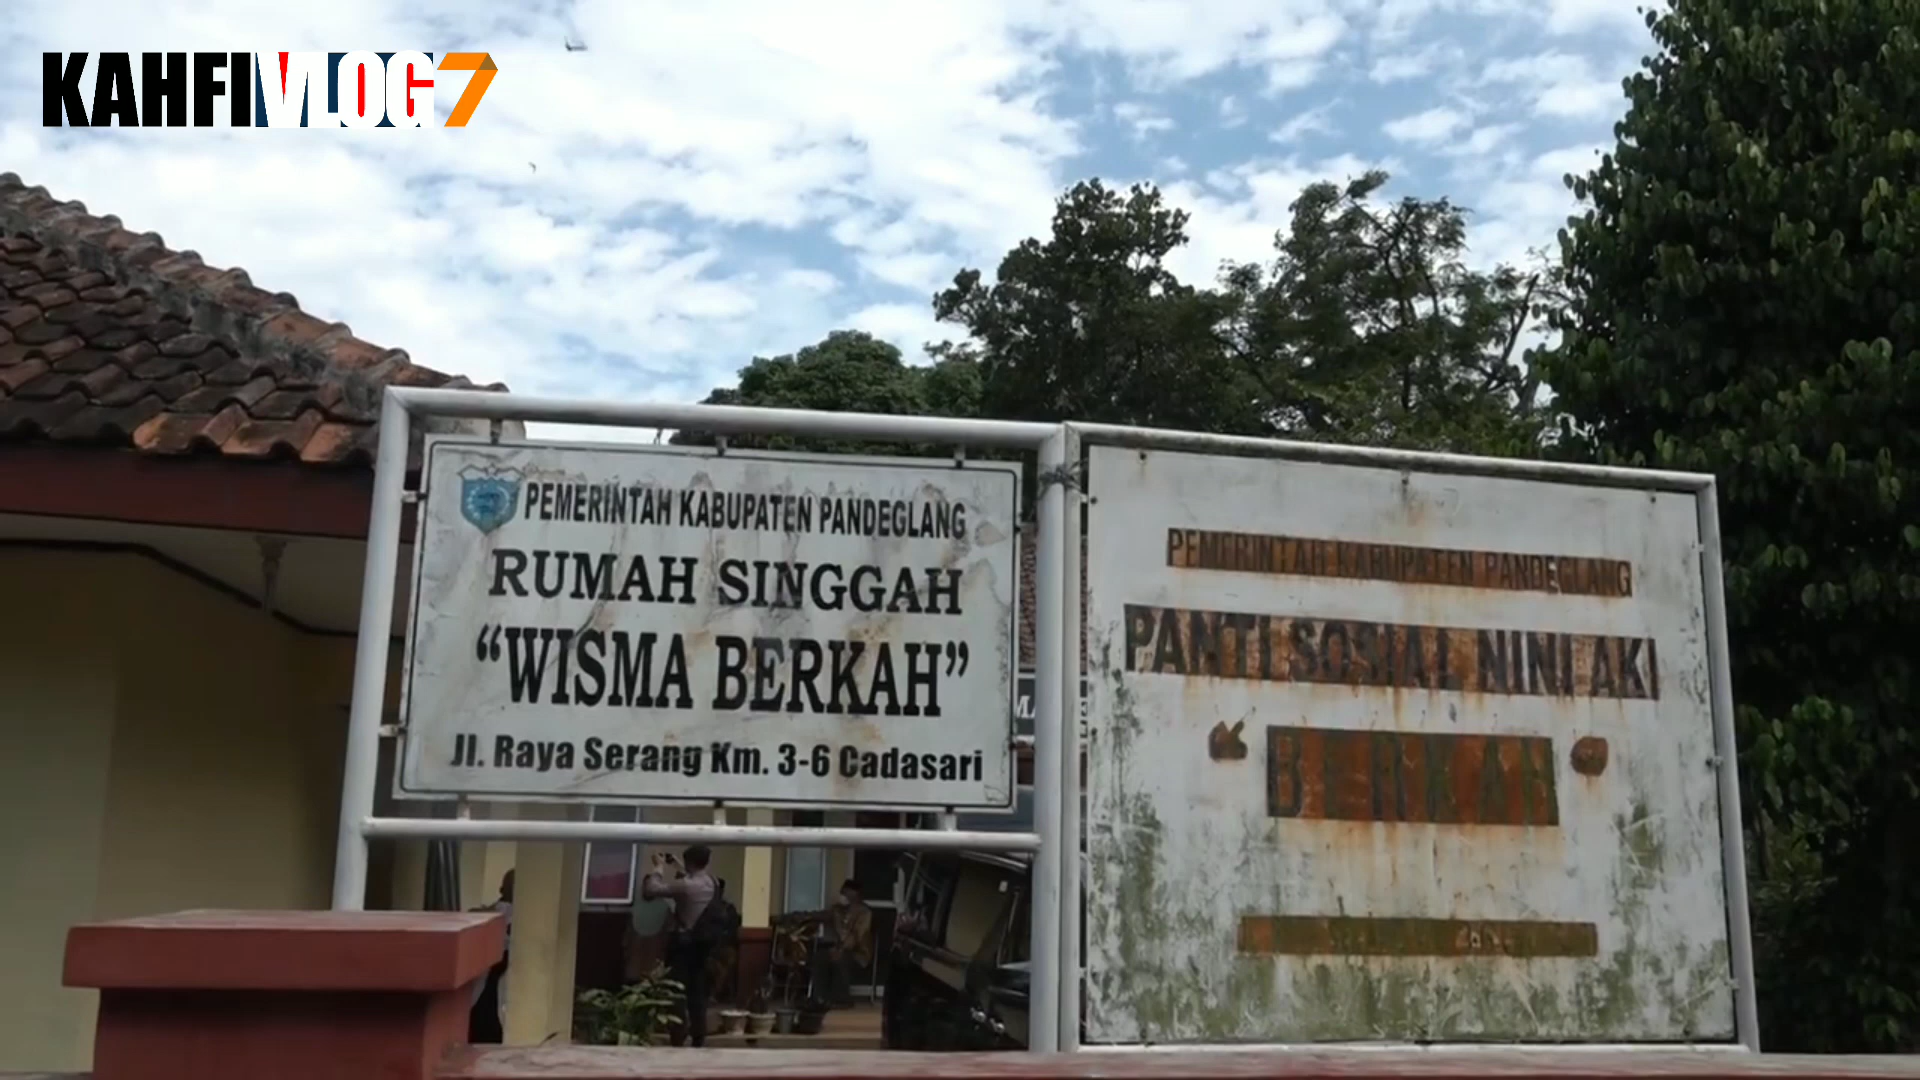 KAHFIVLOG7
PEMERINTAH KABUPATEN PANDEGLANG
RUMAH SINGGAH
“WISMA BERKAH”
Jl. Raya Serang Km. 3-6 Cadasari
PEMERINTAH KABUPATEN PANDEGLANG
PANTI SOSIAL NINI AKI
“BERKAH”